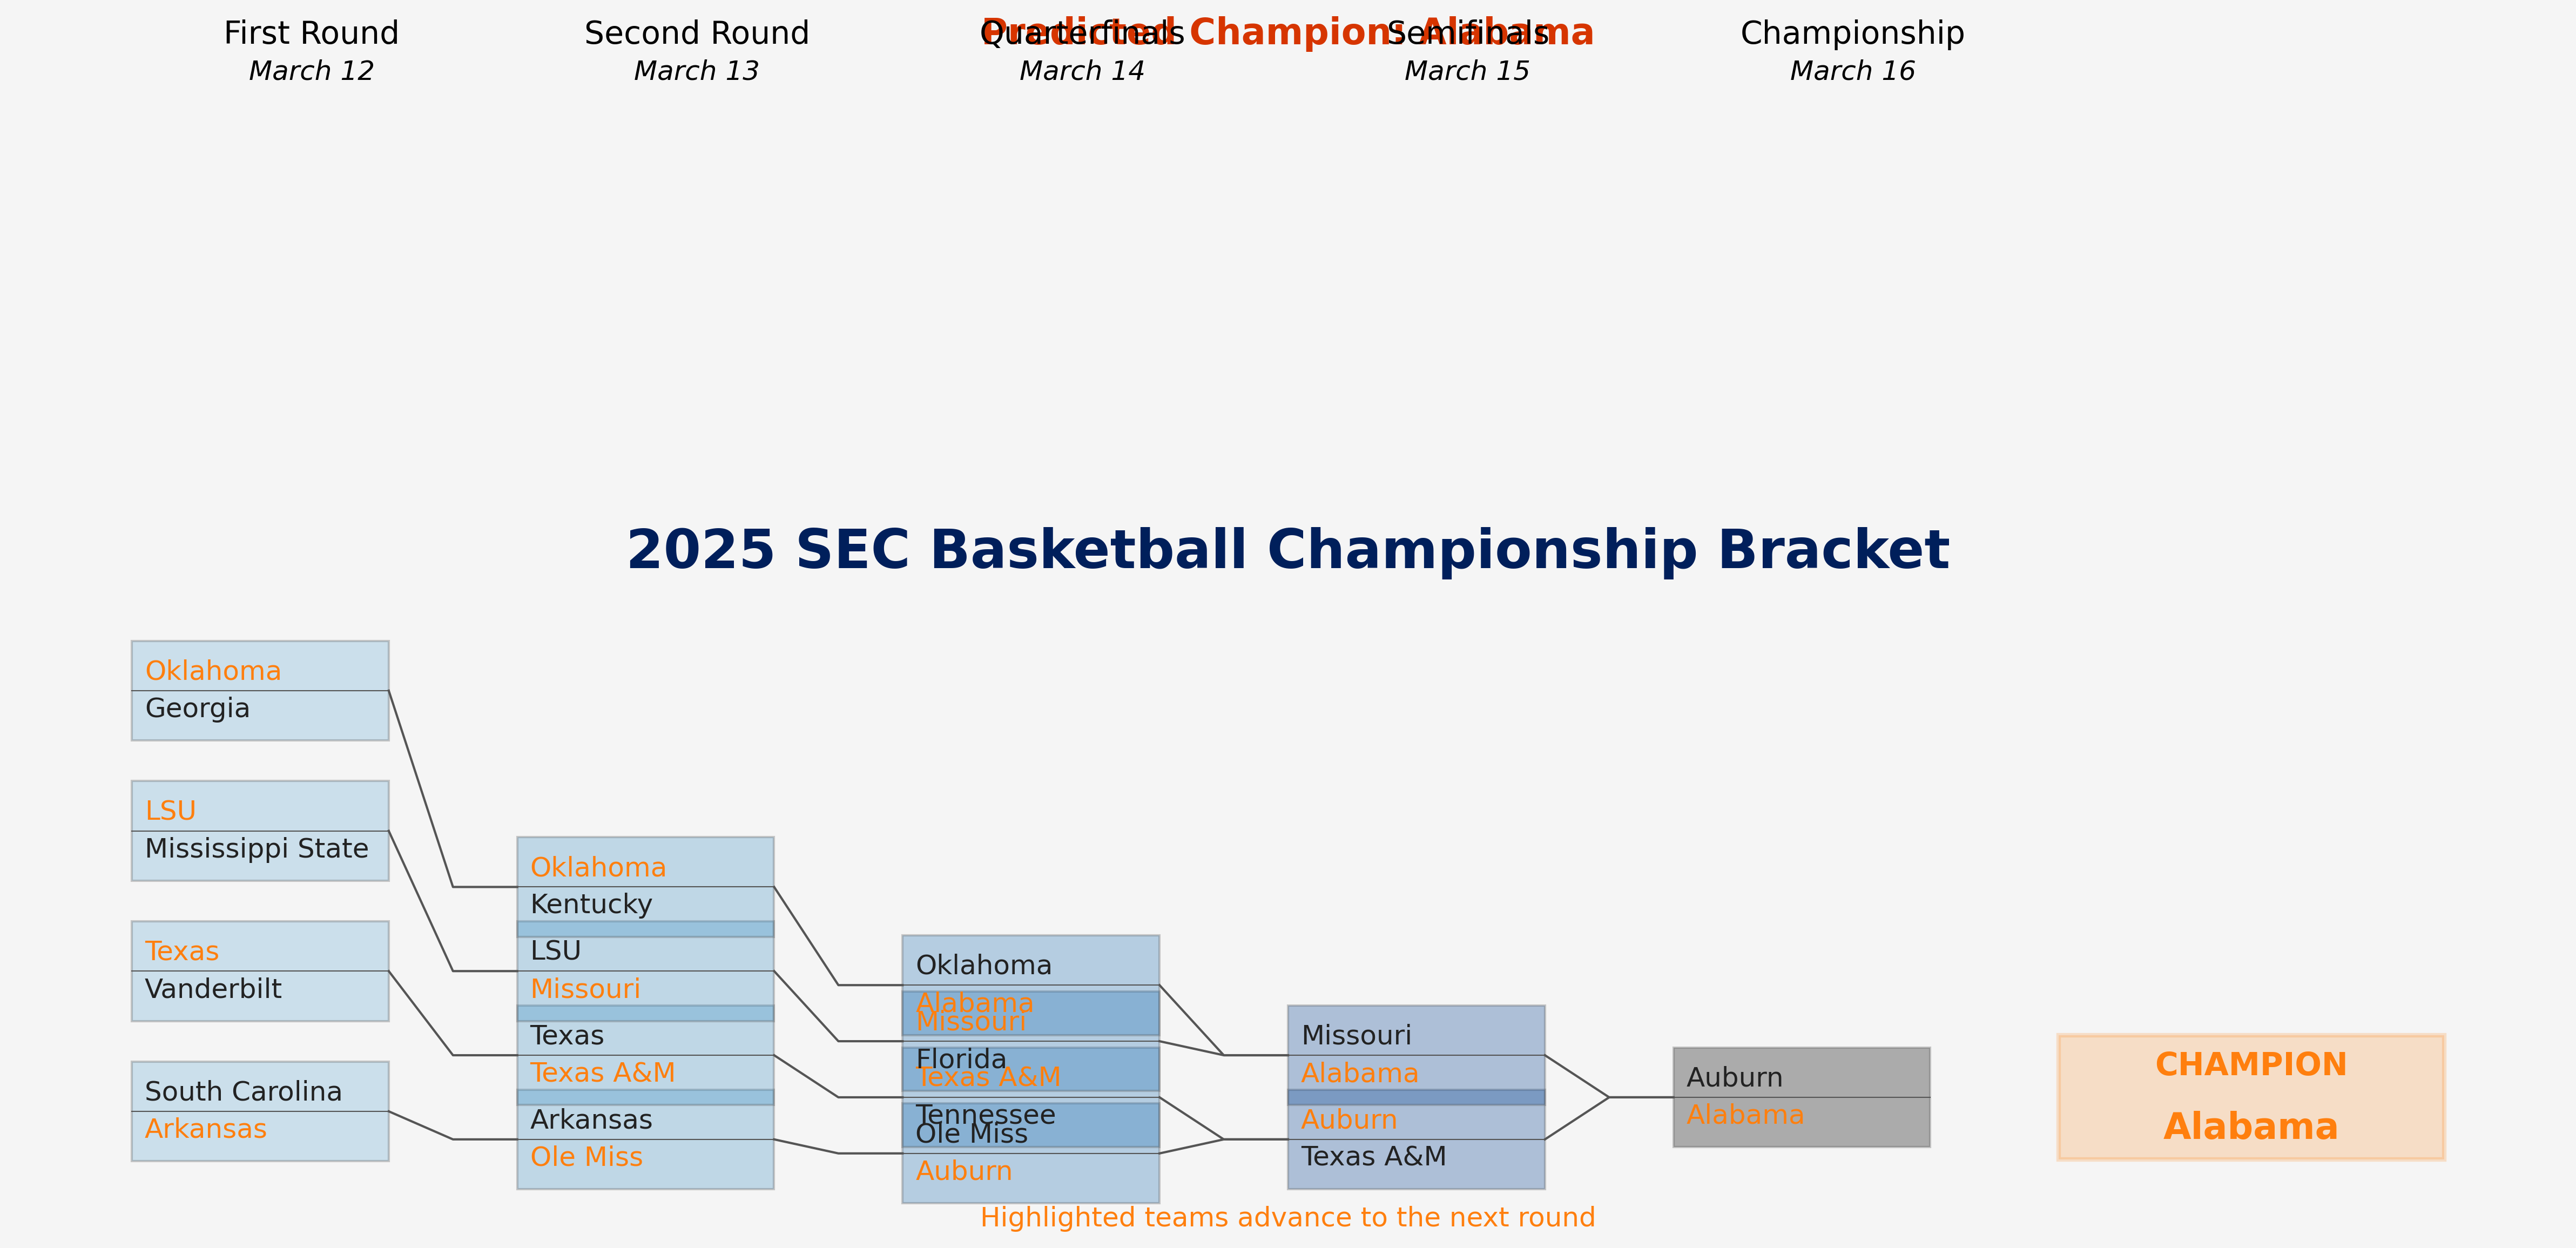 Predicted Champion: Alabama
First Round
March 12
Second Round
March 13
Quarterfinals
March 14
Semifinals
March 15
Championship
March 16
2025 SEC Basketball Championship Bracket
Oklahoma
Georgia
LSU
Mississippi State
Texas
Vanderbilt
South Carolina
Arkansas
Oklahoma
Kentucky
LSU
Missouri
Texas
Texas A&M
Arkansas
Ole Miss
Oklahoma
Alabama
Missouri
Florida
Texas A&M
Tennessee
Ole Miss
Auburn
Missouri
Alabama
Auburn
Texas A&M
Auburn
Alabama
CHAMPION
Alabama
Highlighted teams advance to the next round